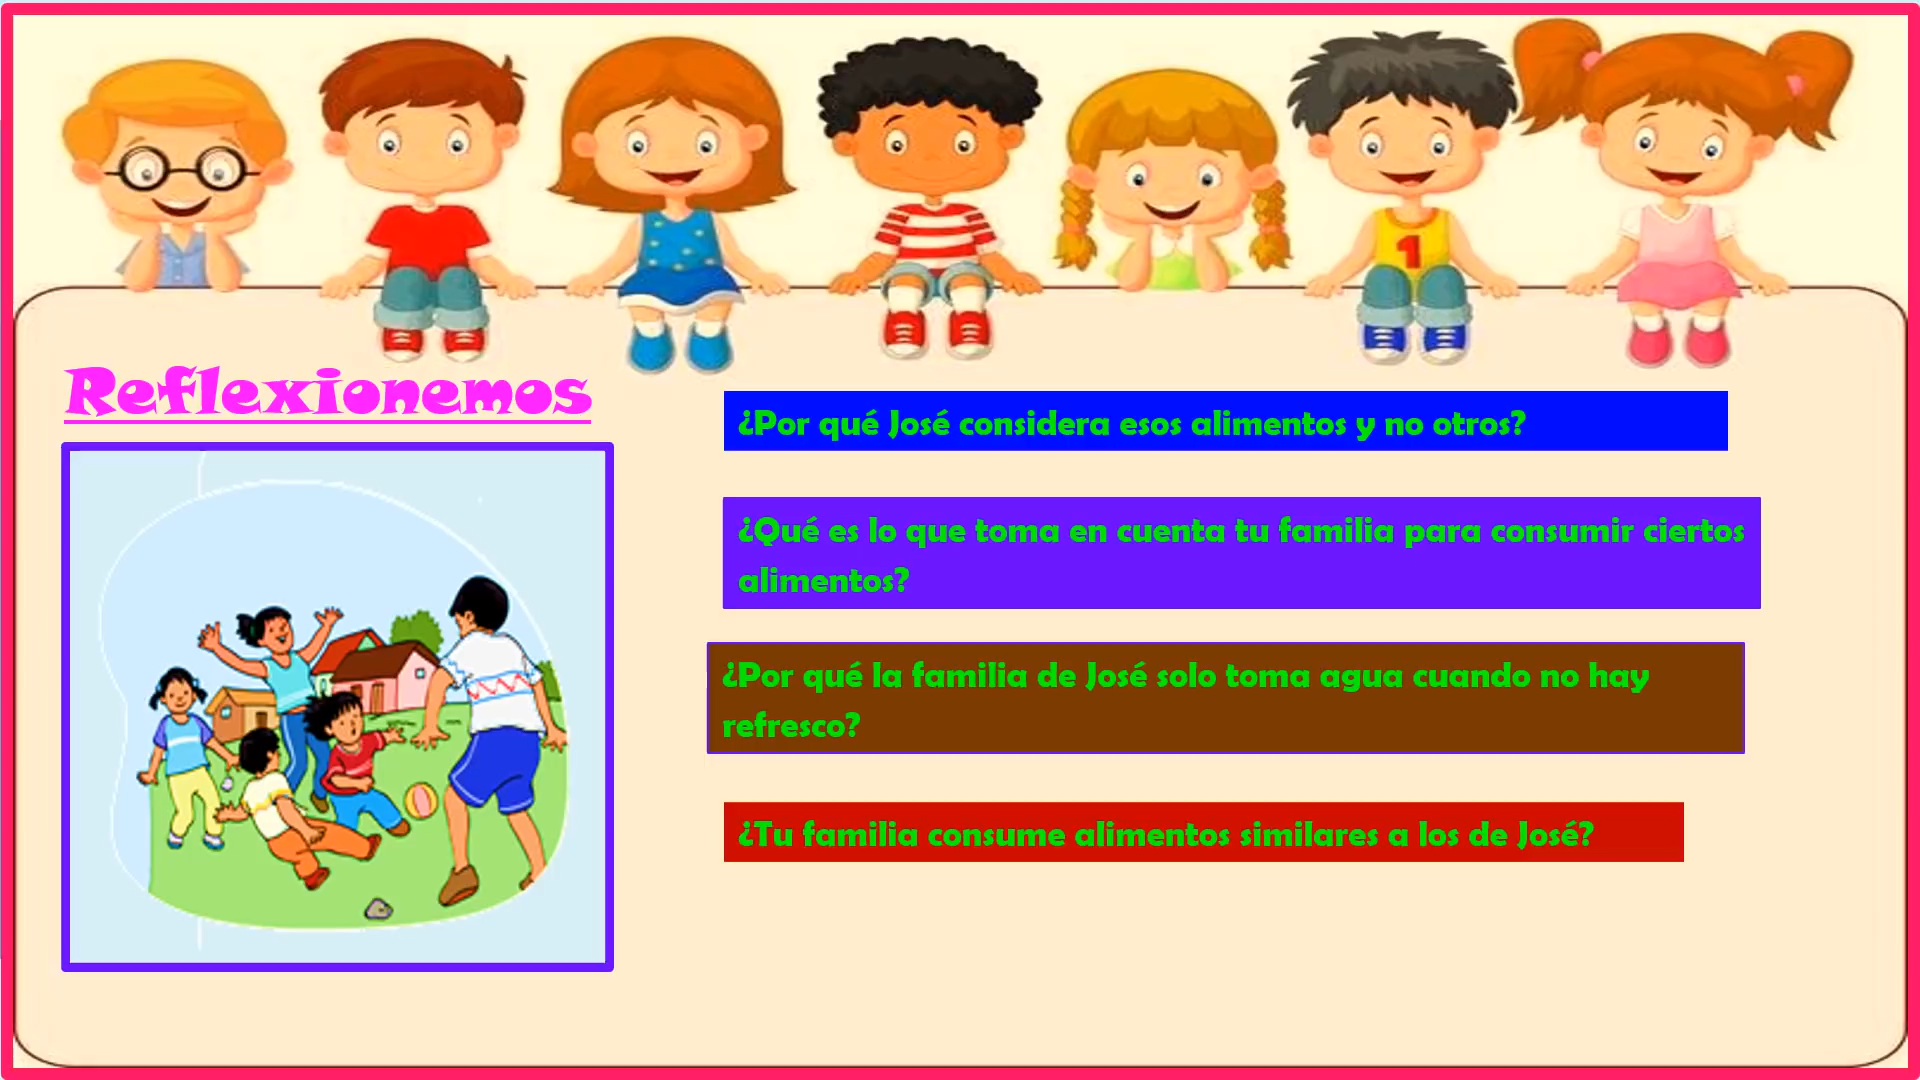 Reflexionemos
¿Por qué José considera esos alimentos y no otros?
¿Qué es lo que toma en cuenta tu familia para consumir ciertos
alimentos?
¿Por qué la familia de José solo toma agua cuando no hay
refresco?
¿Tu familia consume alimentos similares a los de José?
1